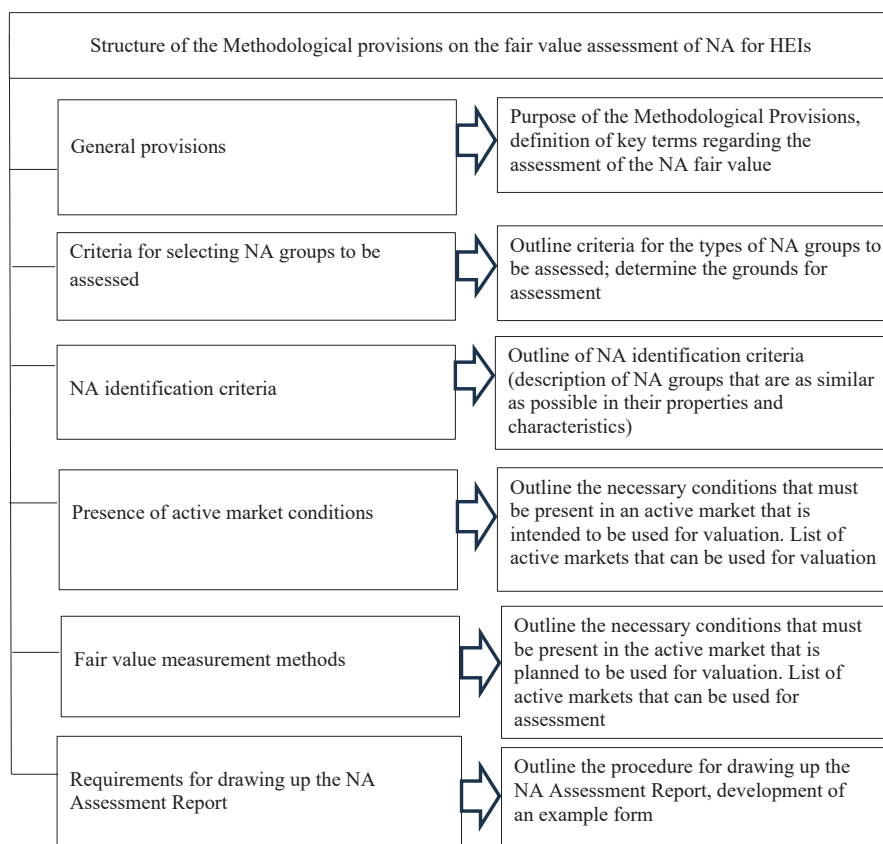 Structure of the Methodological provisions on the fair value assessment of NA for HEIs
General provisions
Purpose of the Methodological Provisions,
definition of key terms regarding the
assessment of the NA fair value
Criteria for selecting NA groups to be
assessed
Outline criteria for the types of NA groups to
be assessed; determine the grounds for
assessment
NA identification criteria
Outline of NA identification criteria
(description of NA groups that are as similar
as possible in their properties and
characteristics)
Presence of active market conditions
Outline the necessary conditions that must
be present in an active market that is
intended to be used for valuation. List of
active markets that can be used for valuation
Fair value measurement methods
Outline the necessary conditions that must
be present in the active market that is
planned to be used for valuation. List of
active markets that can be used for
assessment
Requirements for drawing up the NA
Assessment Report
Outline the procedure for drawing up the
NA Assessment Report, development of
an example form